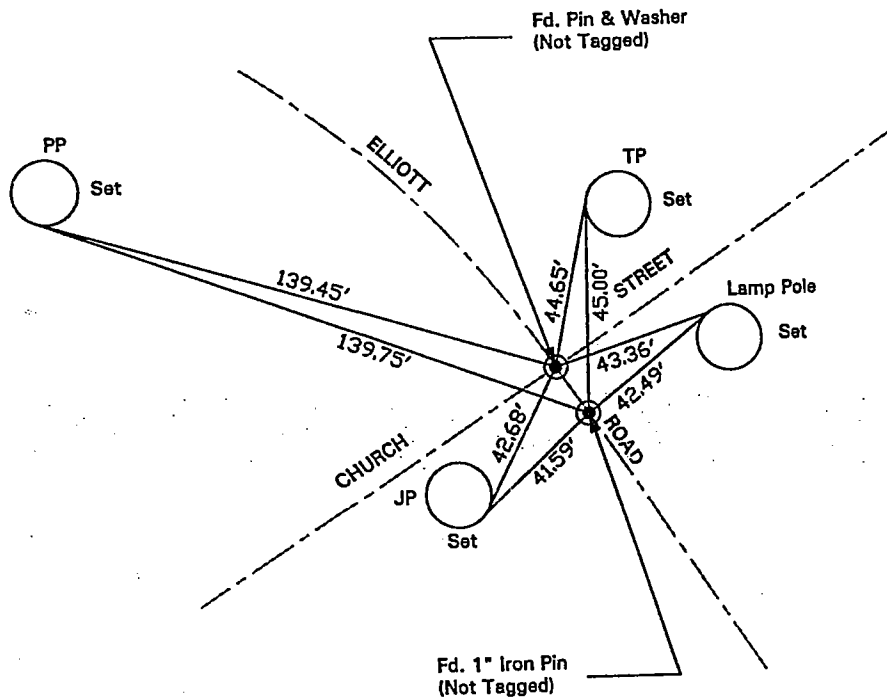 Fd. Pin & Washer
(Not Tagged)
PP
Set
ELLIOTT
TP
Set
139.45'
44.65'
45.00'
STREET
Lamp Pole
Set
139.75'
43.36'
42.49'
CHURCH
42.68'
41.59'
ROAD
JP
Set
Fd. 1" Iron Pin
(Not Tagged)